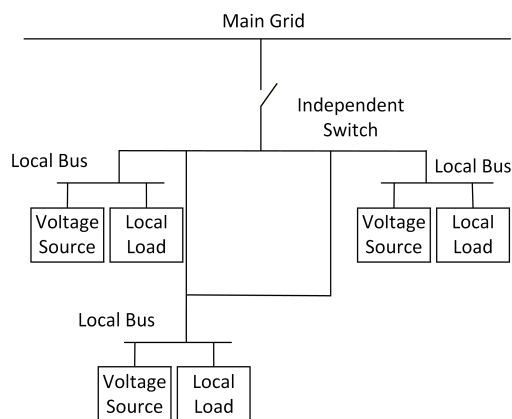 Main Grid
Independent
Switch
Local Bus
Local Bus
Voltage
Source
Local
Load
Voltage
Source
Local
Load
Local Bus
Voltage
Source
Local
Load